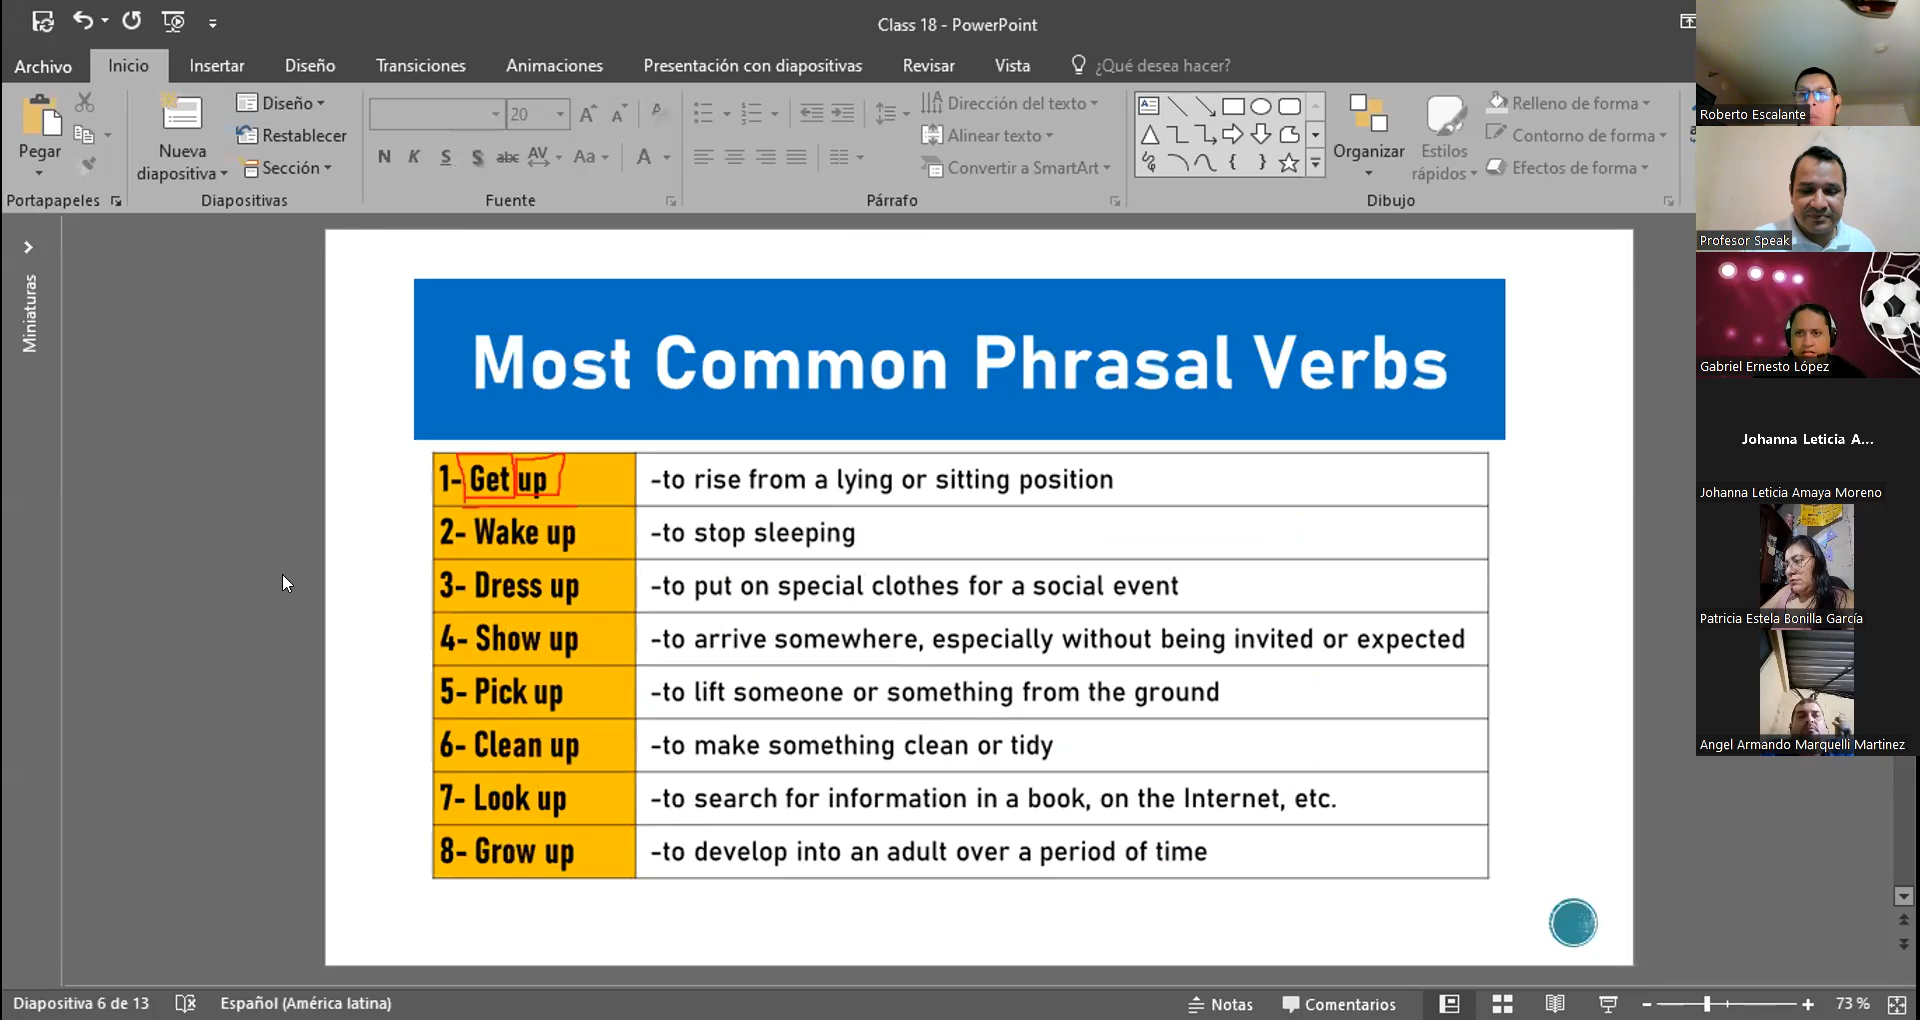 Class 18 - PowerPoint
Archivo Inicio Insertar Diseño Transiciones Animaciones Presentación con diapositivas Revisar Vista ¿Qué desea hacer?
Pegar
Portapapeles
Nueva diapositiva
Diseño
Restablecer
Sección
Diapositivas
20
N K S S abc AV Aa A
Fuente
Dirección del texto
Alinear texto
Convertir a SmartArt
Párrafo
Organizar
Estilos rápidos
Relleno de forma
Contorno de forma
Efectos de forma
Dibujo
Miniaturas
Most Common Phrasal Verbs
1- Get up -to rise from a lying or sitting position
2- Wake up -to stop sleeping
3- Dress up -to put on special clothes for a social event
4- Show up -to arrive somewhere, especially without being invited or expected
5- Pick up -to lift someone or something from the ground
6- Clean up -to make something clean or tidy
7- Look up -to search for information in a book, on the Internet, etc.
8- Grow up -to develop into an adult over a period of time
Roberto Escalante
Profesor Speak
Gabriel Ernesto López
Johanna Leticia A...
Johanna Leticia Amaya Moreno
Patricia Estela Bonilla García
Angel Armando Marquelli Martinez
Diapositiva 6 de 13 Español (América latina) Notas Comentarios 73 %